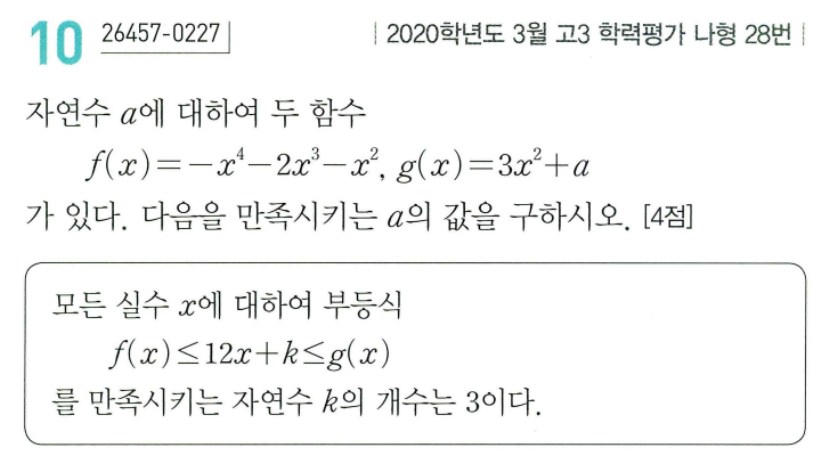 10 26457-0227 | 2020학년도 3월 고3 학력평가 나형 28번 |
자연수 a에 대하여 두 함수
f(x)=-x⁴-2x³-x², g(x)=3x²+a
가 있다. 다음을 만족시키는 a의 값을 구하시오. [4점]
모든 실수 x에 대하여 부등식
f(x)≤12x+k≤g(x)
를 만족시키는 자연수 k의 개수는 3이다.